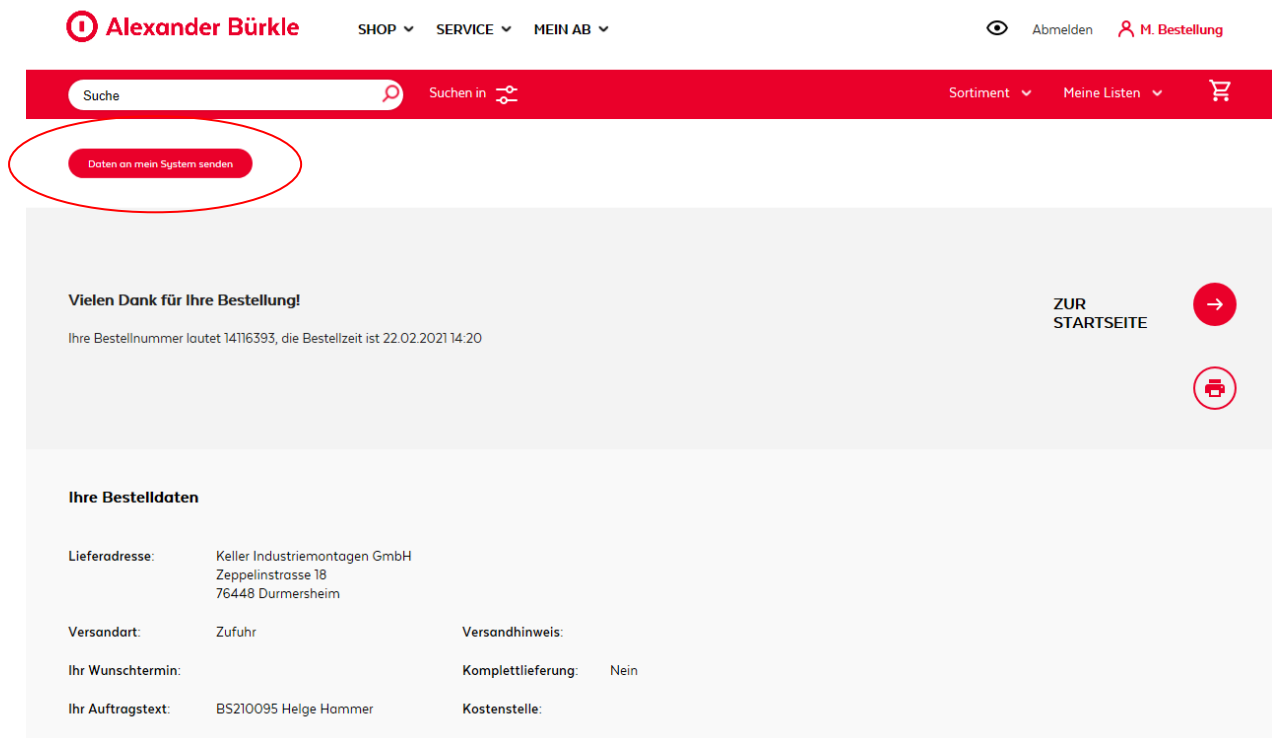 Alexander Bürkle
SHOP SERVICE MEIN AB
Abmelden M. Bestellung
Suche
Suchen in
Sortiment Meine Listen
Daten an mein System senden
Vielen Dank für Ihre Bestellung!
Ihre Bestellnummer lautet 14116393, die Bestellzeit ist 22.02.2021 14:20
ZUR
STARTSEITE
Ihre Bestelldaten
Lieferadresse: Keller Industriemontagen GmbH
Zeppelinstrasse 18
76448 Durmersheim
Versandart: Zufuhr Versandhinweis:
Ihr Wunschtermin: Komplettlieferung: Nein
Ihr Auftragstext: BS210095 Helge Hammer Kostenstelle: